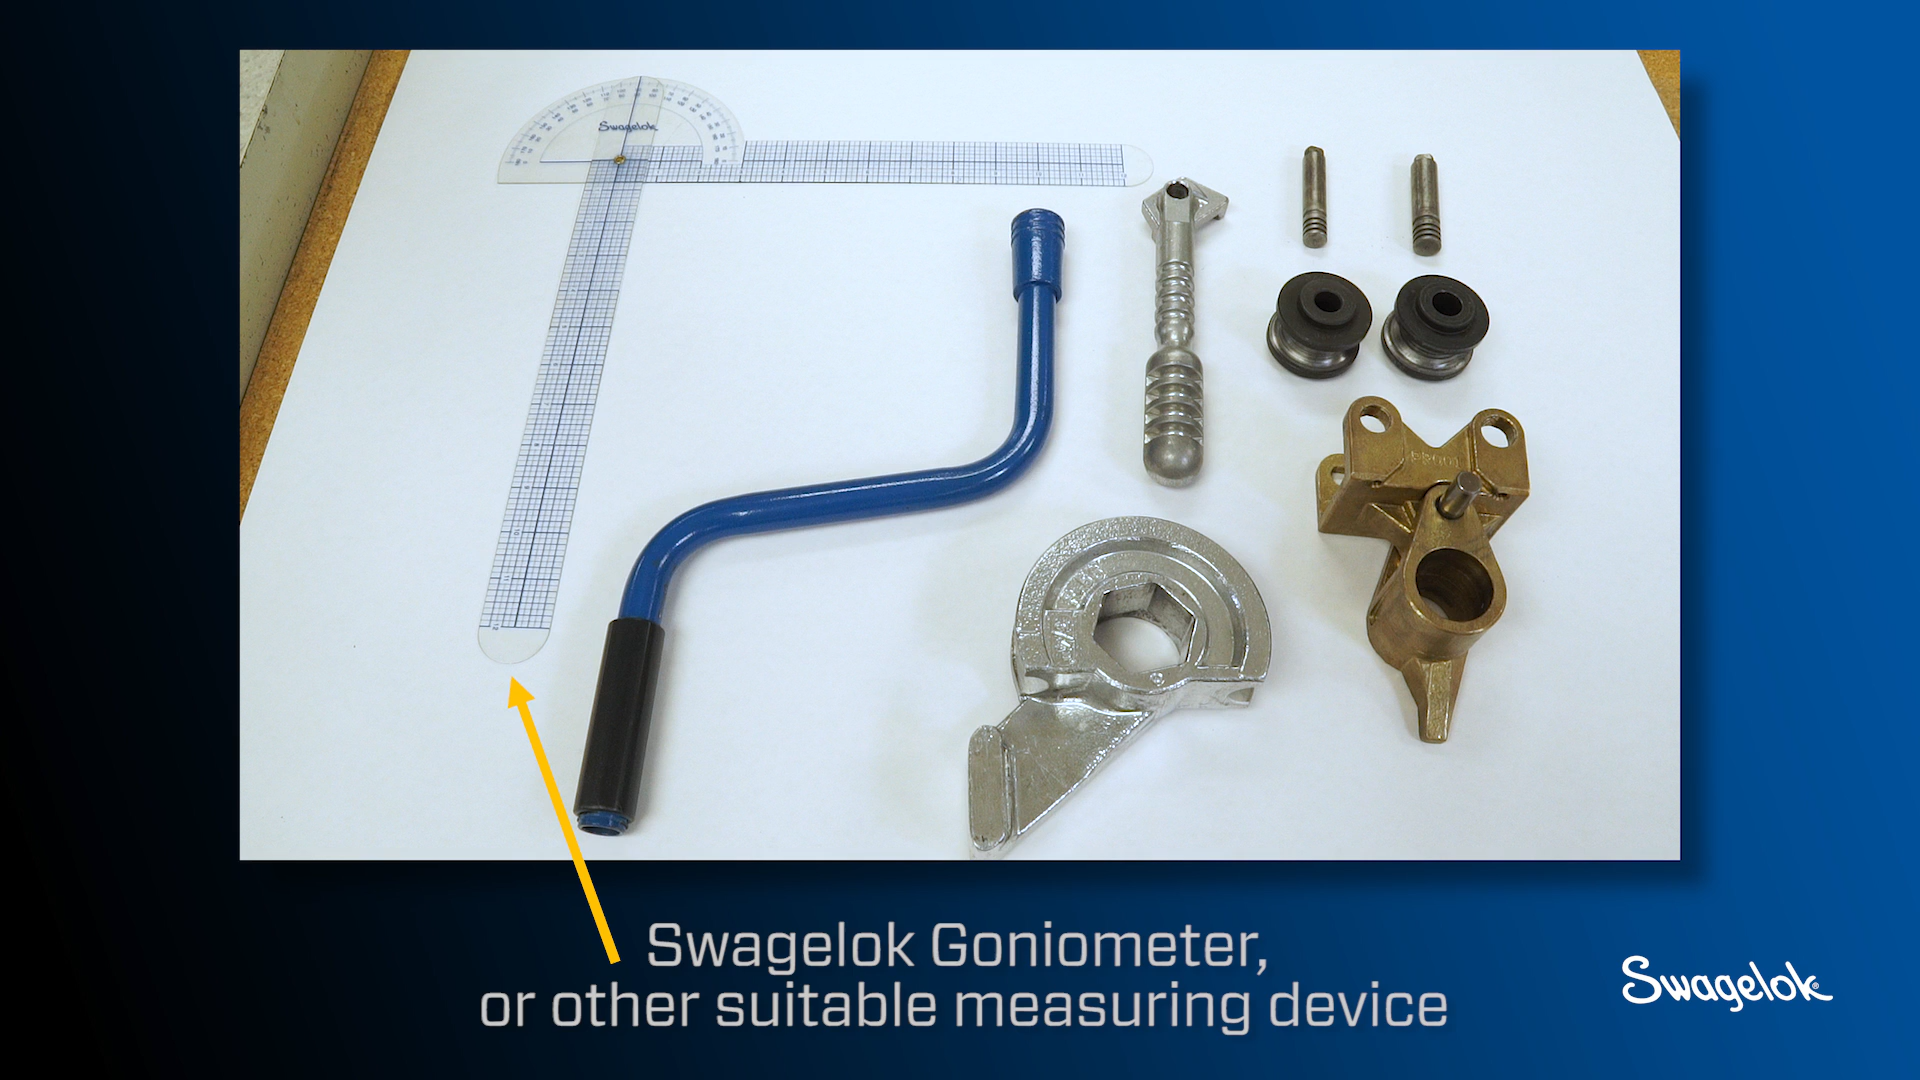 Swagelok
Swagelok Goniometer,
or other suitable measuring device
Swagelok